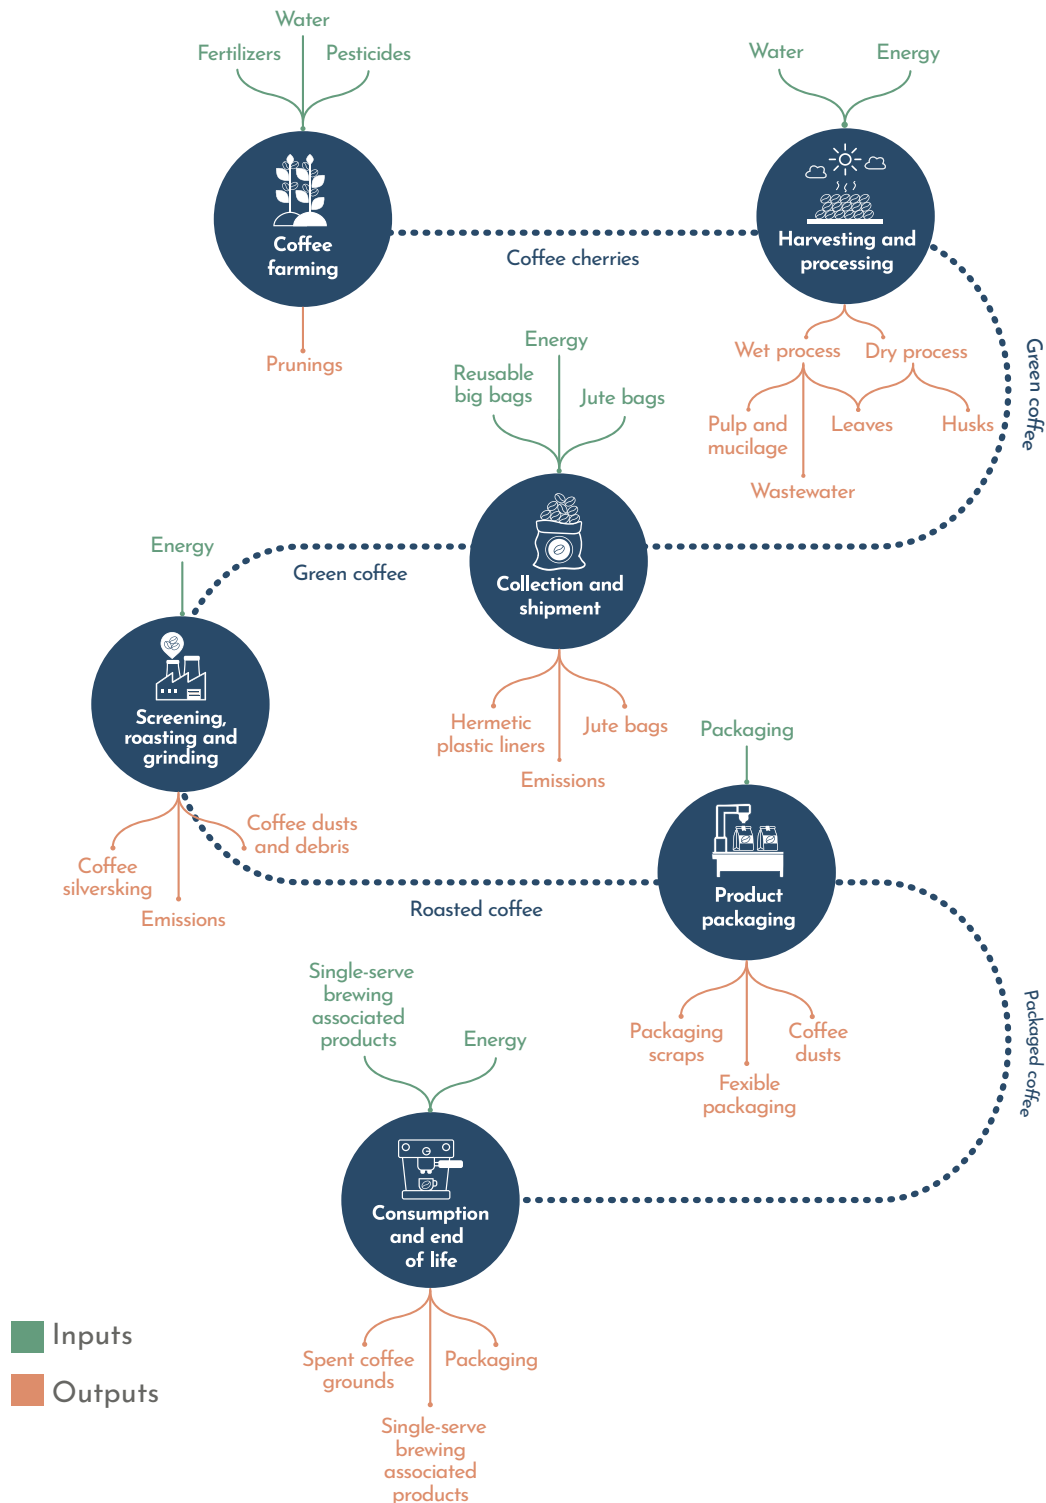 Water
Fertilizers
Pesticides
Coffee
farming
Prunings
Coffee cherries
Water
Energy
Harvesting and
processing
Wet process
Dry process
Pulp and
mucilage
Leaves
Husks
Wastewater
Green coffee
Energy
Reusable
big bags
Jute bags
Collection and
shipment
Hermetic
plastic liners
Jute bags
Emissions
Green coffee
Energy
Screening,
roasting and
grinding
Coffee
silversking
Coffee dusts
and debris
Emissions
Roasted coffee
Packaging
Product
packaging
Packaging
scraps
Coffee
dusts
Fexible
packaging
Packaged coffee
Single-serve
brewing
associated
products
Energy
Consumption
and end
of life
Spent coffee
grounds
Packaging
Single-serve
brewing
associated
products
Inputs
Outputs